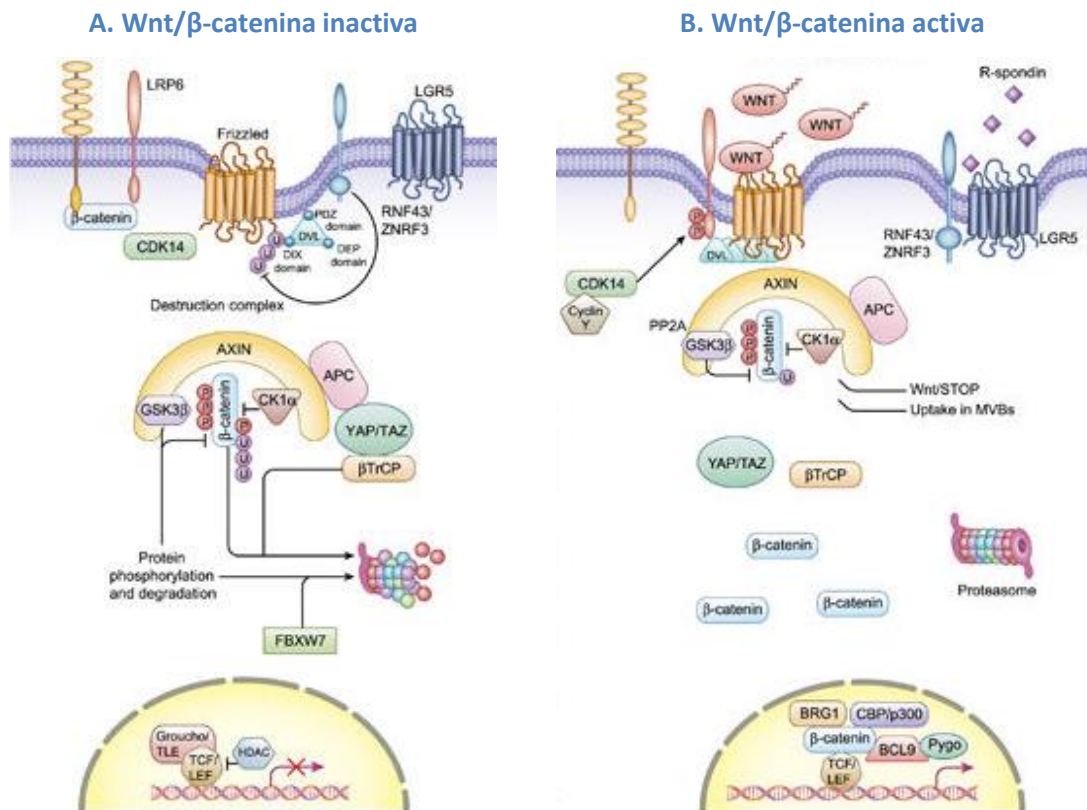 A. Wnt/β-catenina inactiva
LRP6
LGR5
Frizzled
β-catenin
CDK14
PDZ
domain
DVL
DIX
domain
DEP
domain
RNF43/
ZNRF3
U
U
U
Destruction complex
AXIN
APC
GSK3β
P
P
P
β-catenin
CK1α
P
U
U
U
YAP/TAZ
βTrCP
Protein
phosphorylation
and degradation
FBXW7
Groucho/
TLE
TCF/
LEF
HDAC
B. Wnt/β-catenina activa
R-spondin
WNT
WNT
WNT
P
P
DVL
RNF43/
ZNRF3
LGR5
CDK14
Cyclin
Y
AXIN
PP2A
APC
GSK3β
P
P
P
β-catenin
CK1α
U
Wnt/STOP
Uptake in MVBs
YAP/TAZ
βTrCP
β-catenin
β-catenin
β-catenin
Proteasome
BRG1
CBP/p300
β-catenin
BCL9
Pygo
TCF/
LEF